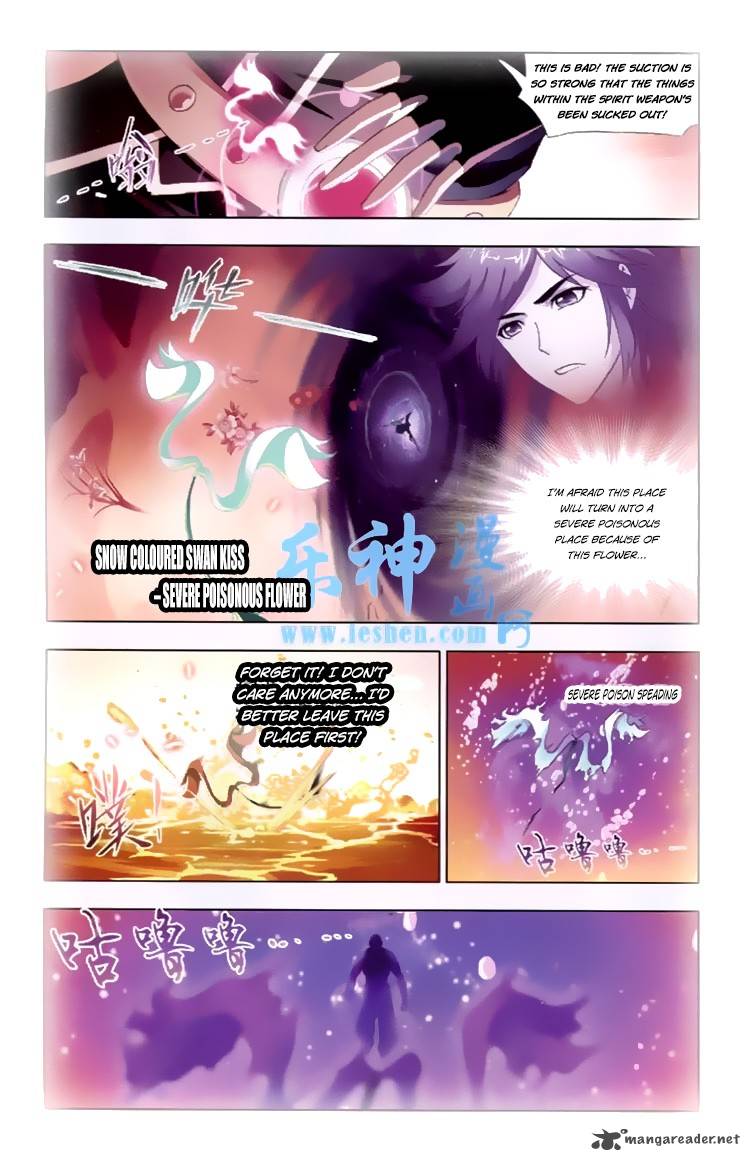 THIS IS BAD! THE SUCTION IS
SO STRONG THAT THE THINGS
WITHIN THE SPIRIT WEAPON'S
BEEN SUCKED OUT!
嗡
哗
I'M AFRAID THIS PLACE
WILL TURN INTO A
SEVERE POISONOUS
PLACE BECAUSE OF
THIS FLOWER...
SNOW COLOURED SWAN KISS
– SEVERE POISONOUS FLOWER
乐神漫画网
www.leshen.com
FORGET IT! I DON'T
CARE ANYMORE... I'D
BETTER LEAVE THIS
PLACE FIRST!
噗!
SEVERE POISON SPEADING
咕噜噜......
咕噜噜......
mangareader.net